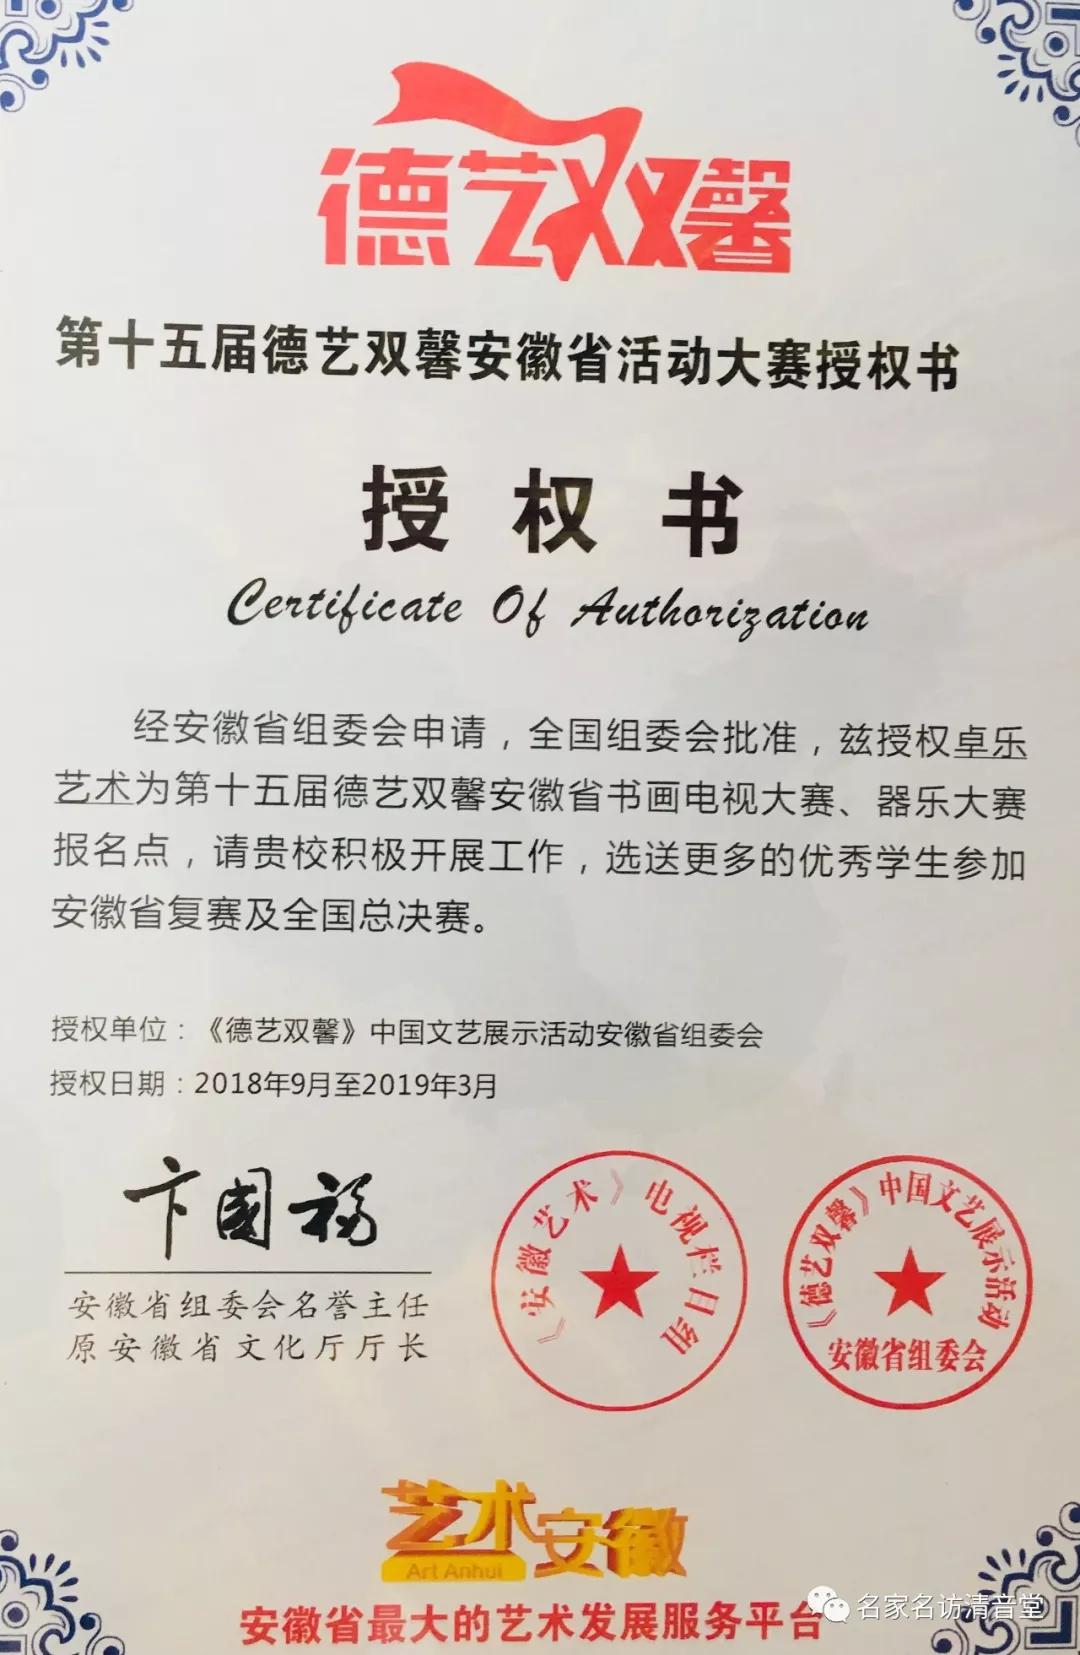 德艺双馨
第十五届德艺双馨安徽省活动大赛授权书
授权书
Certificate Of Authorization
经安徽省组委会申请，全国组委会批准，兹授权卓乐
艺术为第十五届德艺双馨安徽省书画电视大赛、器乐大赛
报名点，请贵校积极开展工作，选送更多的优秀学生参加
安徽省复赛及全国总决赛。
授权单位：《德艺双馨》中国文艺展示活动安徽省组委会
授权日期：2018年9月至2019年3月
卞國福
安徽省组委会名誉主任
原安徽省文化厅厅长
《安徽艺术》电视栏目组
《德艺双馨》中国文艺展示活动
安徽省组委会
艺术安徽
Art Anhui
安徽省最大的艺术发展服务平台
名家名访清音堂